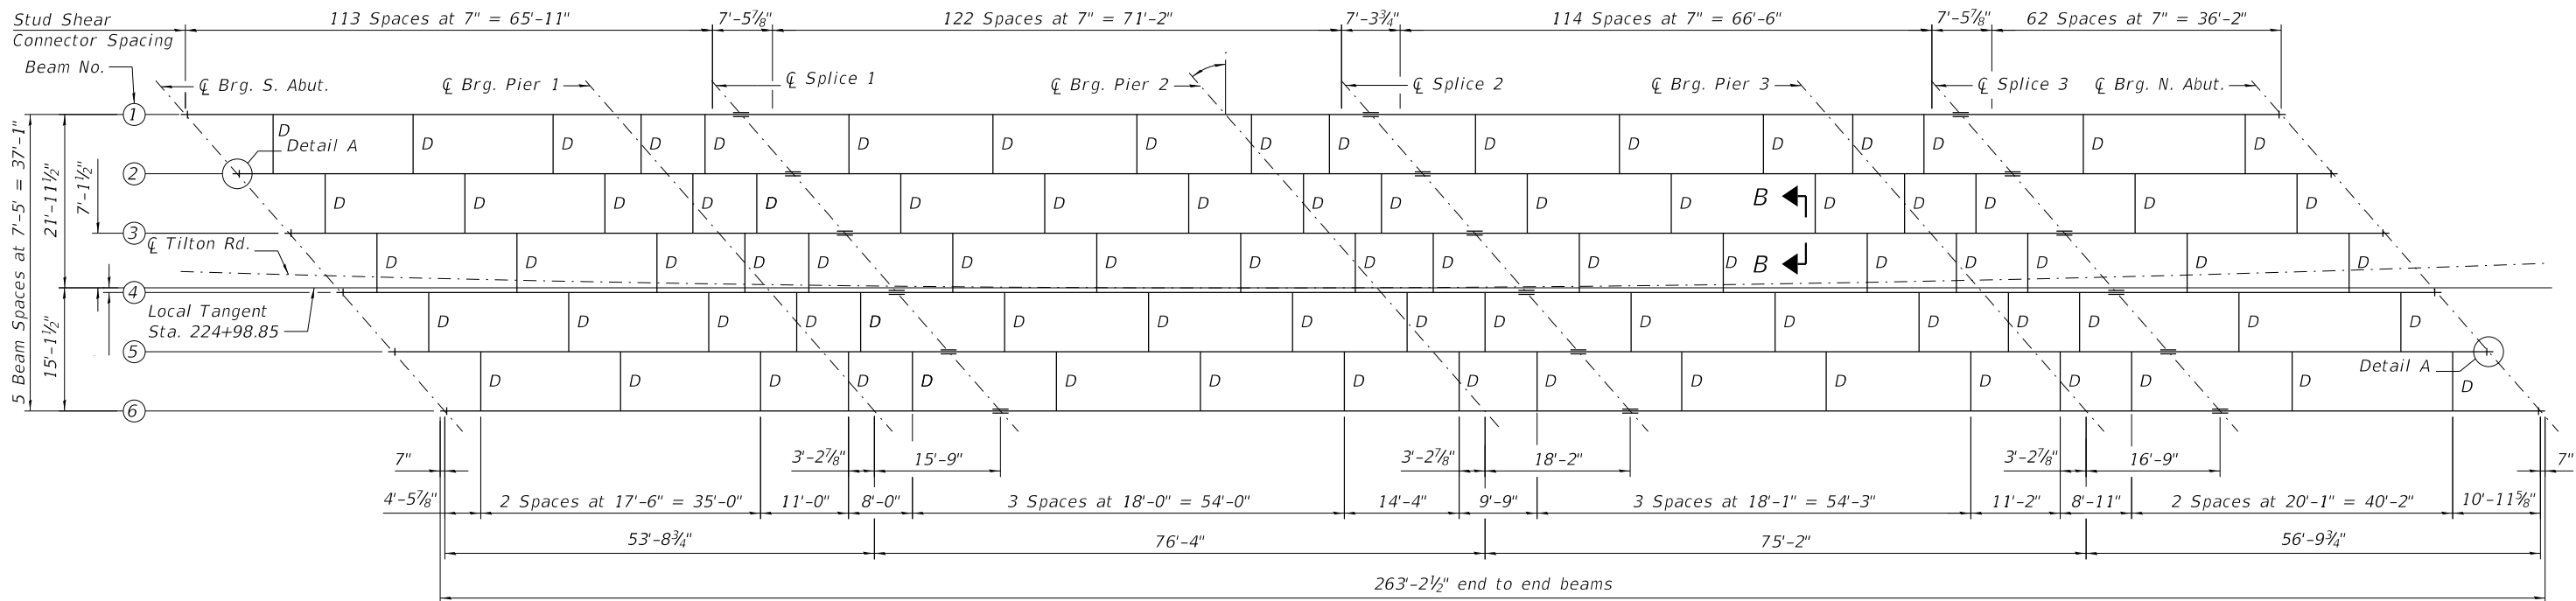 Stud Shear
Connector Spacing
113 Spaces at 7" = 65'-11"
7'-5⅞"
122 Spaces at 7" = 71'-2"
7'-3¾"
114 Spaces at 7" = 66'-6"
7'-5⅞"
62 Spaces at 7" = 36'-2"
Beam No.
℄ Brg. S. Abut.
℄ Brg. Pier 1
℄ Splice 1
℄ Brg. Pier 2
℄ Splice 2
℄ Brg. Pier 3
℄ Splice 3
℄ Brg. N. Abut.
1
D
D D D D D D D D D D D D D D D D
Detail A
2
D D D D D D D D D D D D D D D D
B
3
℄ Tilton Rd.
D D D D D D D D D D D D D D D D
B
4
Local Tangent
Sta. 224+98.85
D D D D D D D D D D D D D D D D
5
D D D D D D D D D D D D D D D D
Detail A
D
6
5 Beam Spaces at 7'-5' = 37'-1"
21'-11½"
7'-1½"
15'-1½"
7"
3'-2⅞"
15'-9"
3'-2⅞"
18'-2"
3'-2⅞"
16'-9"
7"
4'-5⅞"
2 Spaces at 17'-6" = 35'-0"
11'-0"
8'-0"
3 Spaces at 18'-0" = 54'-0"
14'-4"
9'-9"
3 Spaces at 18'-1" = 54'-3"
11'-2"
8'-11"
2 Spaces at 20'-1" = 40'-2"
10'-11⅝"
53'-8¾"
76'-4"
75'-2"
56'-9¾"
263'-2½" end to end beams